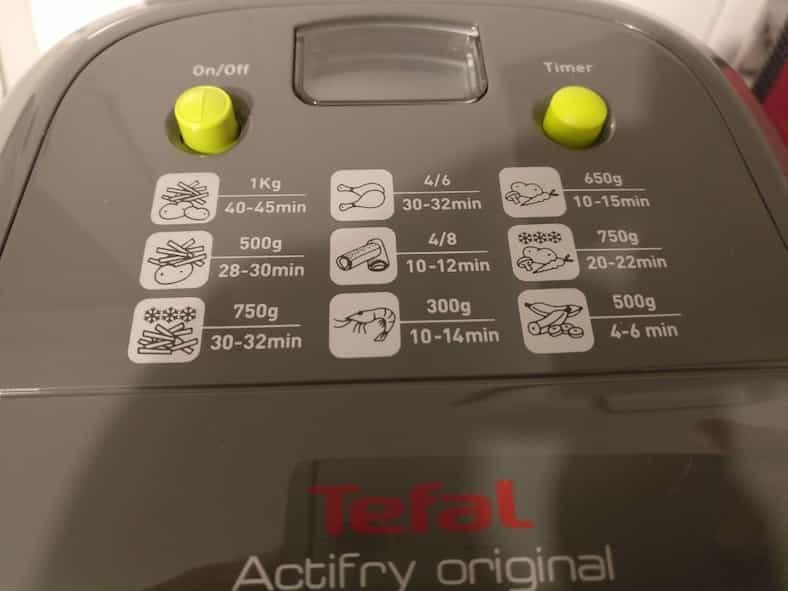 On/Off
Timer
1Kg
40-45min
4/6
30-32min
650g
10-15min
500g
28-30min
4/8
10-12min
750g
20-22min
750g
30-32min
300g
10-14min
500g
4-6 min
Tefal
Actifry original